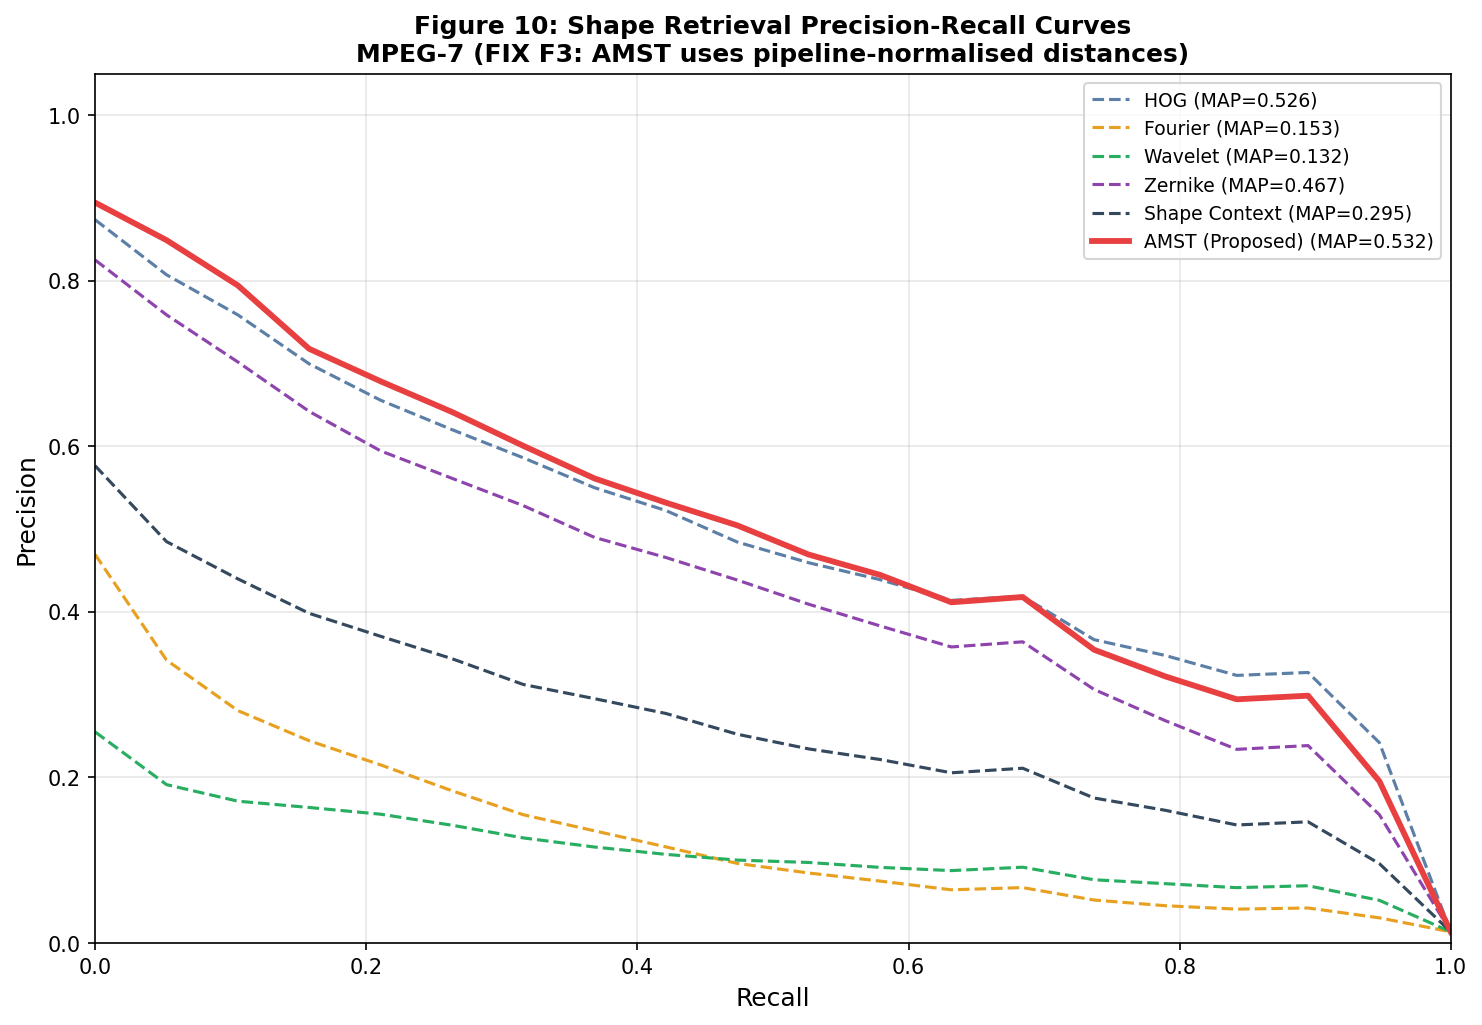 Figure 10: Shape Retrieval Precision-Recall Curves
MPEG-7 (FIX F3: AMST uses pipeline-normalised distances)
HOG (MAP=0.526)
Fourier (MAP=0.153)
Wavelet (MAP=0.132)
Zernike (MAP=0.467)
Shape Context (MAP=0.295)
AMST (Proposed) (MAP=0.532)
Precision
1.0
0.8
0.6
0.4
0.2
0.0
0.0 0.2 0.4 0.6 0.8 1.0
Recall